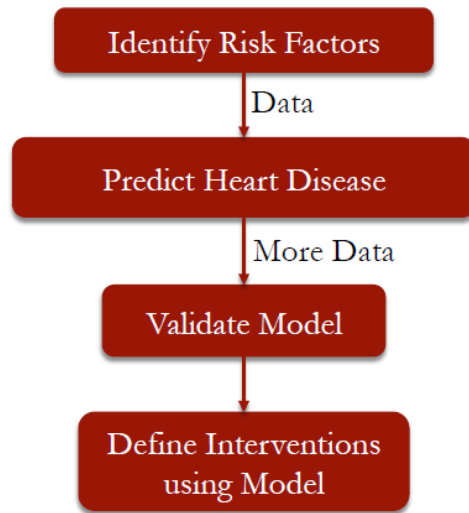 Identify Risk Factors
Data
Predict Heart Disease
More Data
Validate Model
Define Interventions
using Model